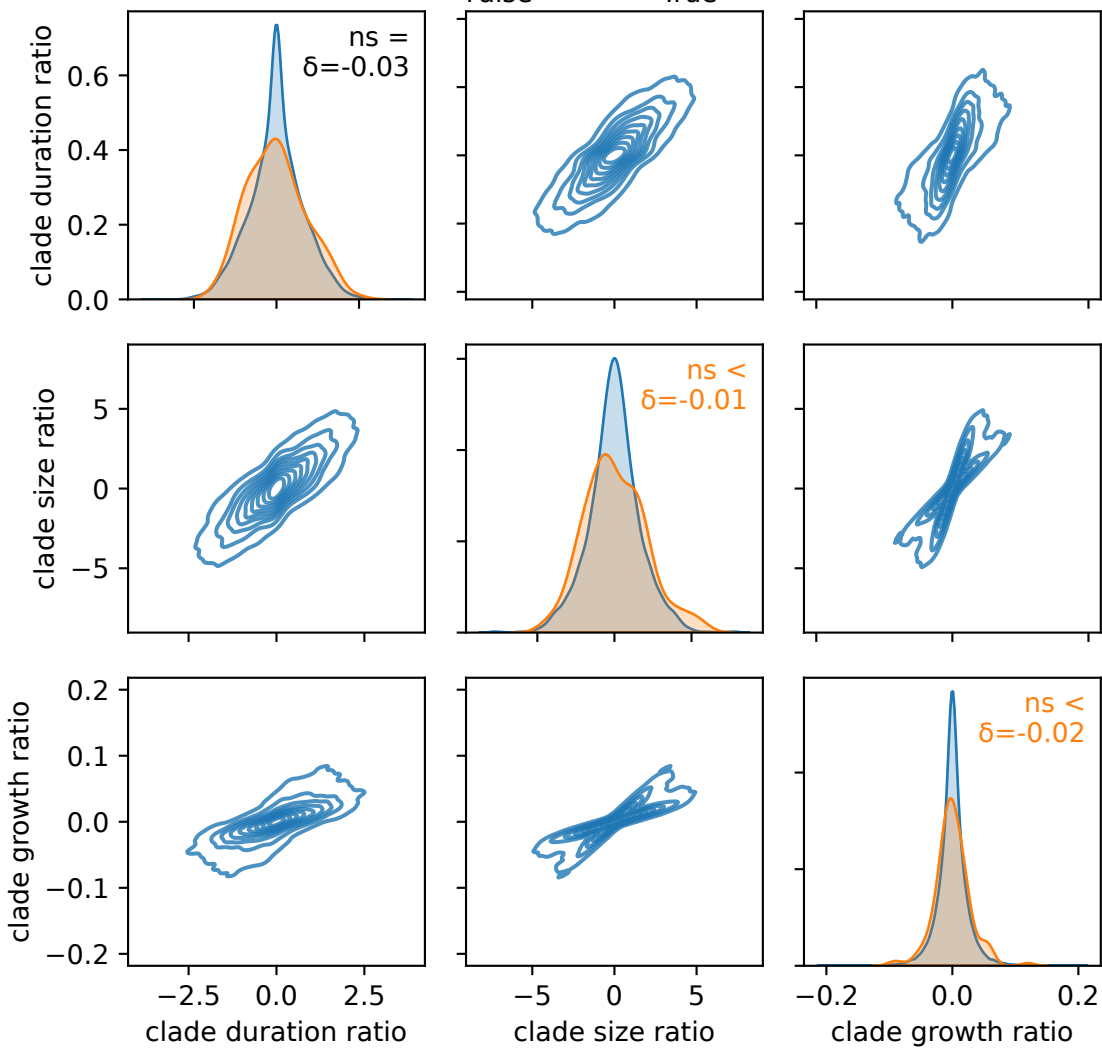 clade duration ratio
0.6
0.4
0.2
0.0
ns =
δ=-0.03
clade size ratio
5
0
−5
ns <
δ=-0.01
clade growth ratio
0.2
0.1
0.0
−0.1
−0.2
ns <
δ=-0.02
−2.5 0.0 2.5
−5 0 5
−0.2 0.0 0.2
clade duration ratio
clade size ratio
clade growth ratio